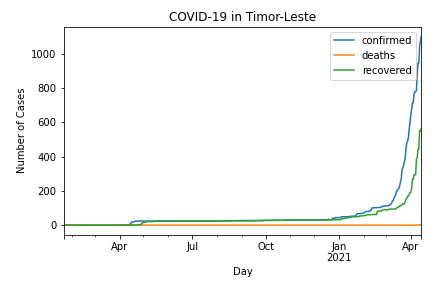 COVID-19 in Timor-Leste
confirmed
deaths
recovered
Number of Cases
1000
800
600
400
200
0
Apr
Jul
Oct
Jan
2021
Apr
Day